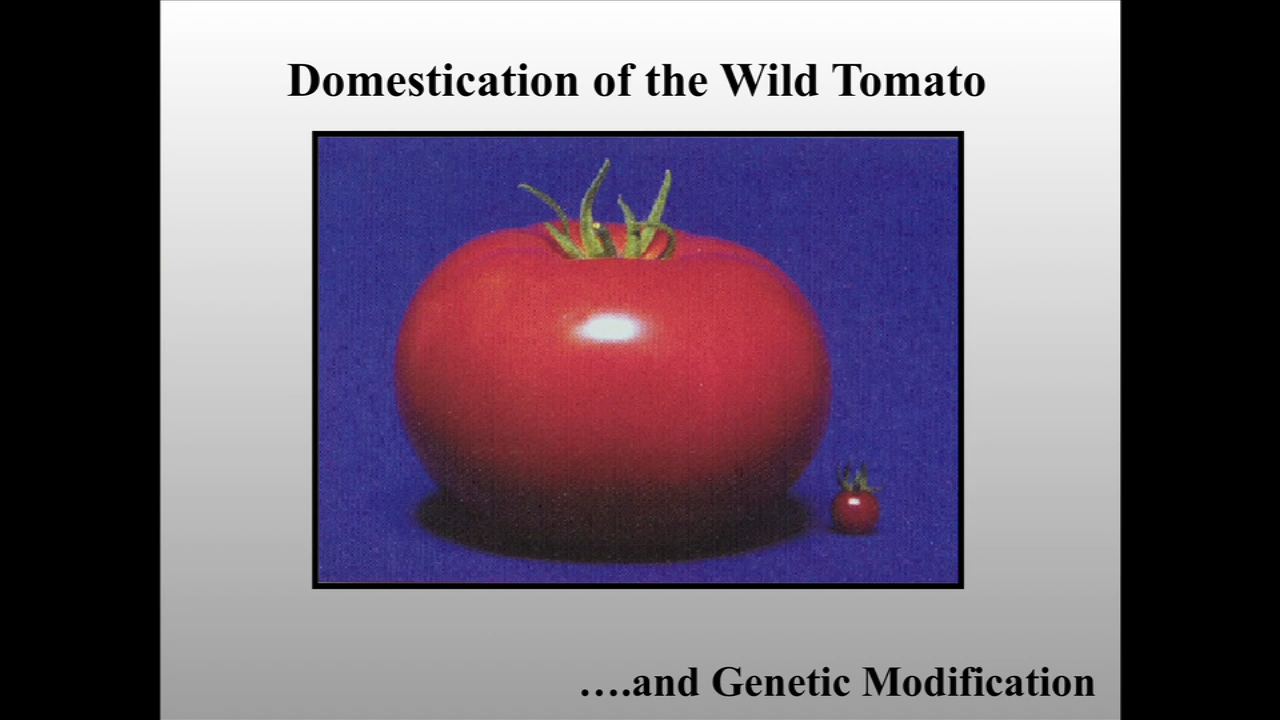 Domestication of the Wild Tomato
….and Genetic Modification